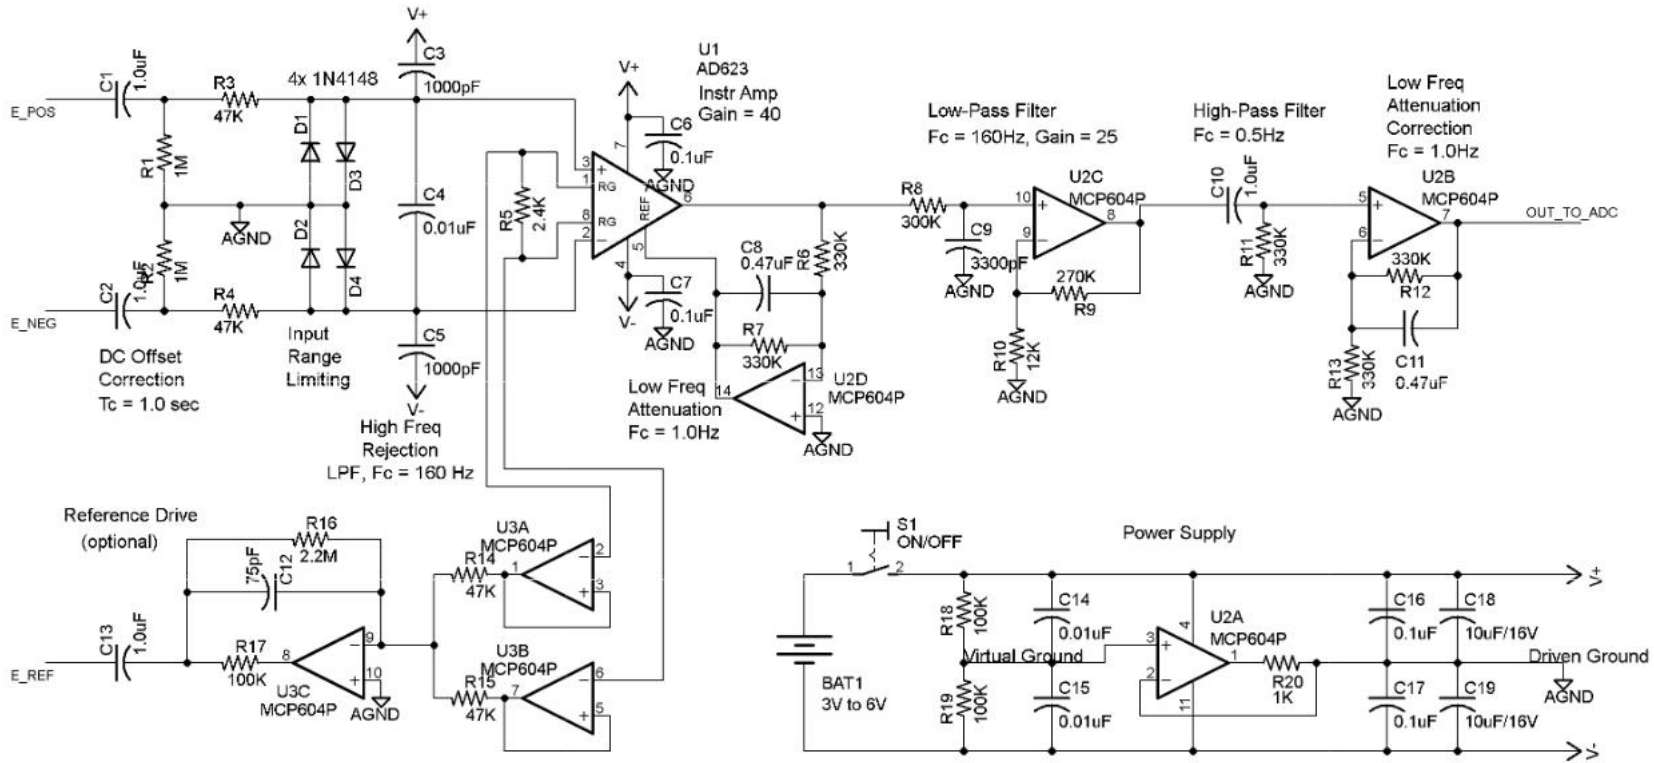 V+
C3
1000pF
C1
1.0uF
R3
47K
4x 1N4148
E_POS
R1
1M
D1
D3
AGND
C4
0.01uF
D2
D4
R2
1M
C2
1.0uF
R4
47K
E_NEG
DC Offset
Correction
Tc = 1.0 sec
Input
Range
Limiting
C5
1000pF
V-
High Freq
Rejection
LPF, Fc = 160 Hz
U1
AD623
Instr Amp
Gain = 40
V+
C6
0.1uF
AGND
7
3
1
8
2
+
RG
RG
-
REF
6
5
4
R5
2.4K
C7
0.1uF
V-
AGND
C8
0.47uF
R6
330K
R7
330K
Low Freq
Attenuation
Fc = 1.0Hz
14
13
12
-
+
U2D
MCP604P
AGND
Low-Pass Filter
Fc = 160Hz, Gain = 25
R8
300K
C9
3300pF
AGND
U2C
MCP604P
10
9
8
+
-
270K
R9
R10
12K
AGND
High-Pass Filter
Fc = 0.5Hz
C10
1.0uF
R11
330K
AGND
Low Freq
Attenuation
Correction
Fc = 1.0Hz
U2B
MCP604P
5
6
7
+
-
OUT_TO_ADC
330K
R12
C11
0.47uF
R13
330K
AGND
Reference Drive
(optional)
R16
2.2M
75pF
C12
C13
1.0uF
E_REF
R17
100K
8
9
10
-
+
U3C
MCP604P
AGND
U3A
MCP604P
R14
47K
1
2
3
-
+
U3B
MCP604P
R15
47K
7
6
5
-
+
S1
ON/OFF
1
2
Power Supply
V+
BAT1
3V to 6V
R18
100K
C14
0.01uF
Virtual Ground
R19
100K
C15
0.01uF
U2A
MCP604P
4
3
2
1
11
+
-
R20
1K
C16
0.1uF
C18
10uF/16V
Driven Ground
AGND
C17
0.1uF
C19
10uF/16V
V-